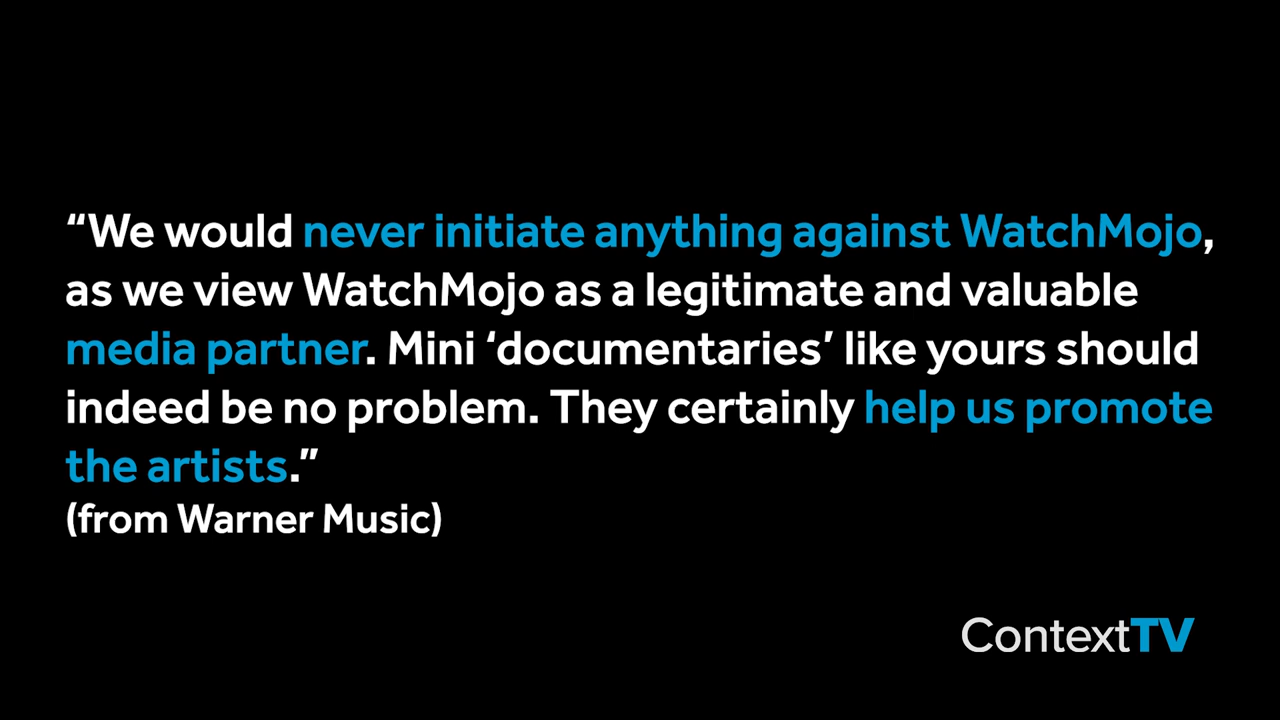 “We would never initiate anything against WatchMojo,
as we view WatchMojo as a legitimate and valuable
media partner. Mini ‘documentaries’ like yours should
indeed be no problem. They certainly help us promote
the artists.”
(from Warner Music)
ContextTV